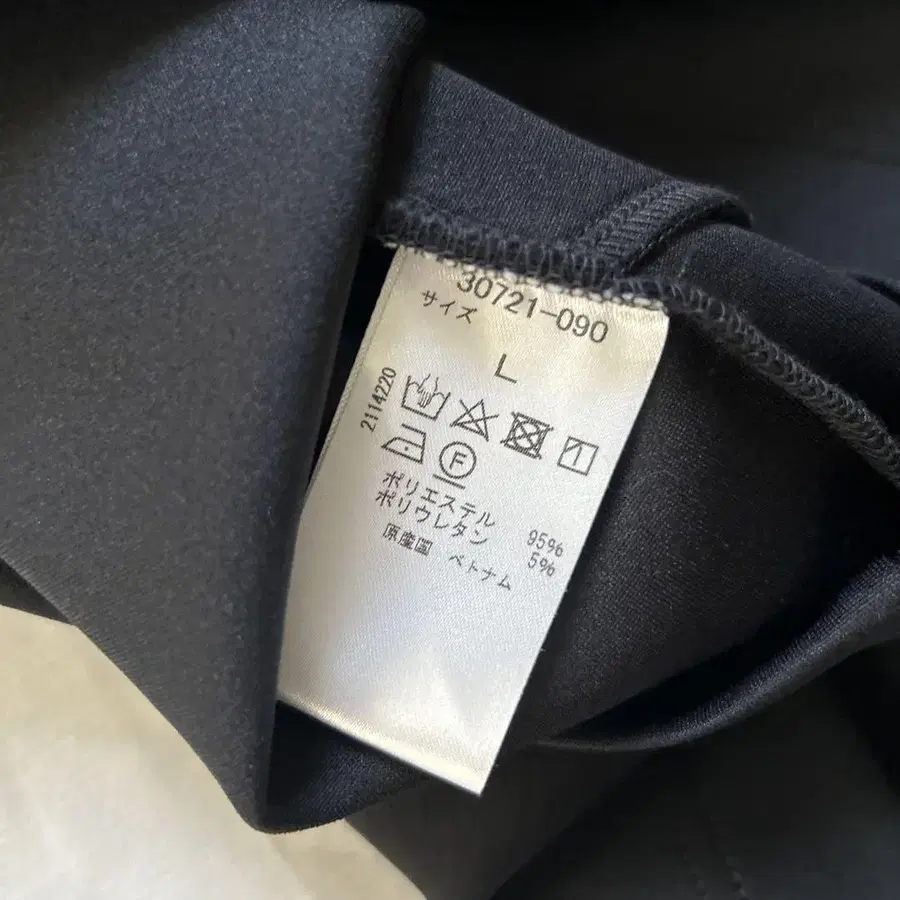 30721-090
サイズ
L
2114220
F
ポリエステル 95%
ポリウレタン 5%
原産国 ベトナム